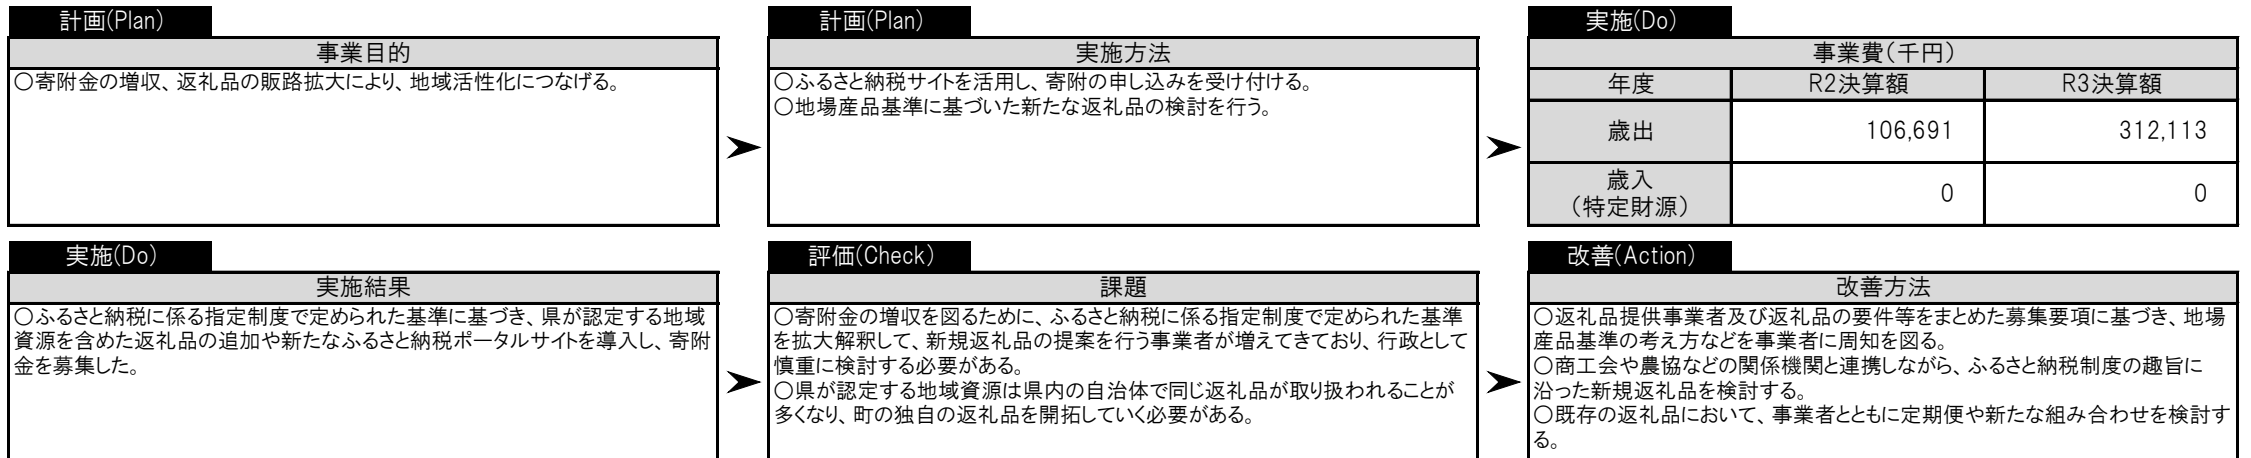 計画(Plan)
事業目的
○寄附金の増収、返礼品の販路拡大により、地域活性化につなげる。
計画(Plan)
実施方法
○ふるさと納税サイトを活用し、寄附の申し込みを受け付ける。
○地場産品基準に基づいた新たな返礼品の検討を行う。
実施(Do)
事業費(千円)
年度 R2決算額 R3決算額
歳出 106,691 312,113
歳入
(特定財源) 0 0
実施(Do)
実施結果
○ふるさと納税に係る指定制度で定められた基準に基づき、県が認定する地域
資源を含めた返礼品の追加や新たなふるさと納税ポータルサイトを導入し、寄附
金を募集した。
評価(Check)
課題
○寄附金の増収を図るために、ふるさと納税に係る指定制度で定められた基準
を拡大解釈して、新規返礼品の提案を行う事業者が増えてきており、行政として
慎重に検討する必要がある。
○県が認定する地域資源は県内の自治体で同じ返礼品が取り扱われることが
多くなり、町の独自の返礼品を開拓していく必要がある。
改善(Action)
改善方法
○返礼品提供事業者及び返礼品の要件等をまとめた募集要項に基づき、地場
産品基準の考え方などを事業者に周知を図る。
○商工会や農協などの関係機関と連携しながら、ふるさと納税制度の趣旨に
沿った新規返礼品を検討する。
○既存の返礼品において、事業者とともに定期便や新たな組み合わせを検討す
る。